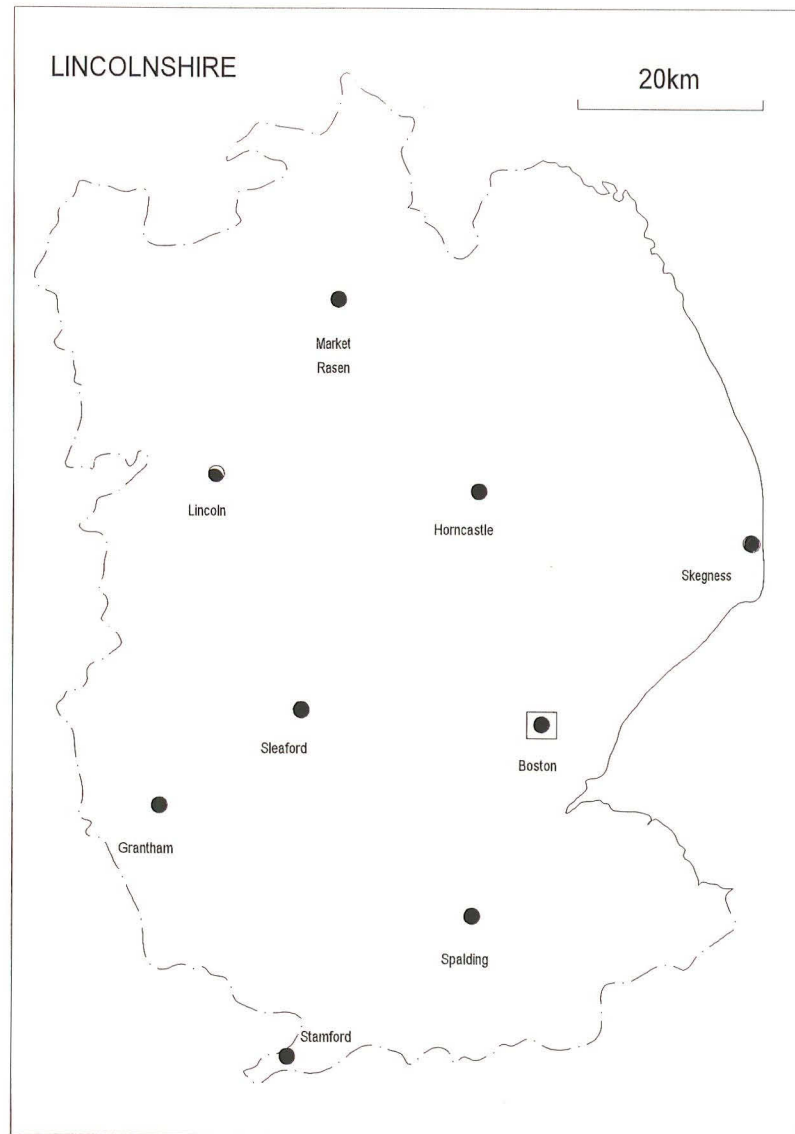 LINCOLNSHIRE
20km
Market
Rasen
Lincoln
Horncastle
Skegness
Sleaford
Boston
Grantham
Spalding
Stamford